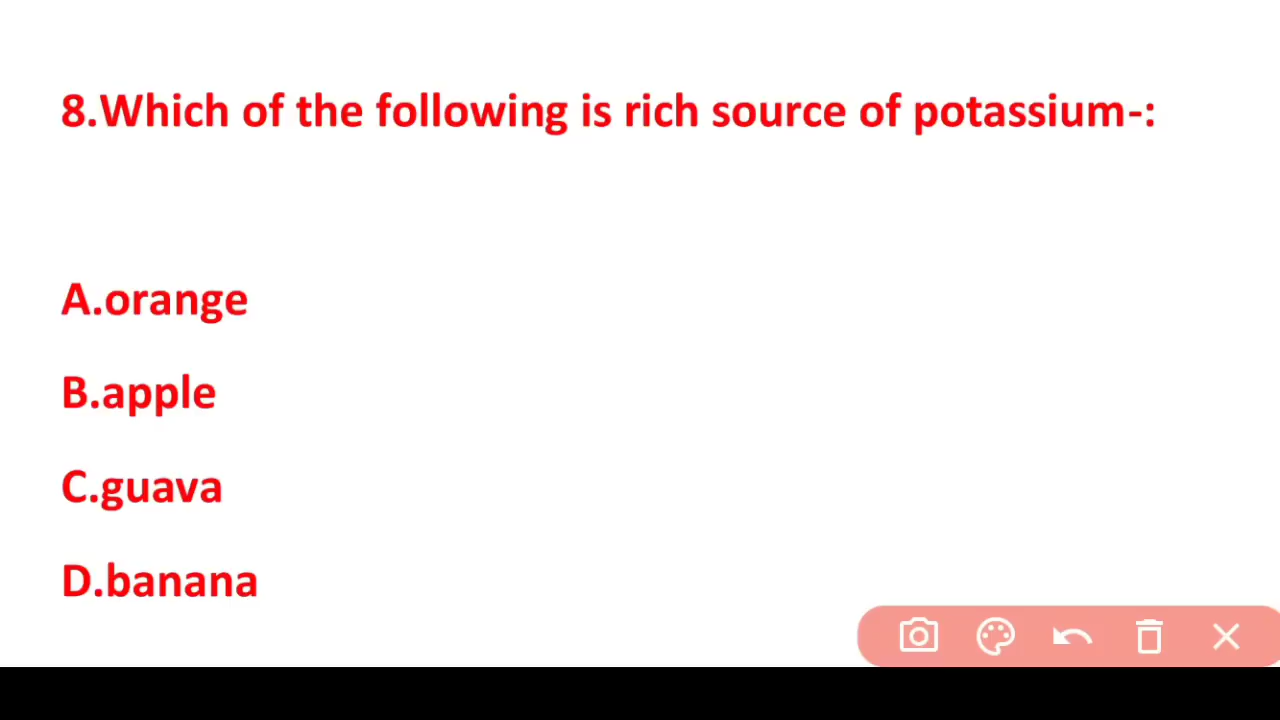 8.Which of the following is rich source of potassium-:
A.orange
B.apple
C.guava
D.banana